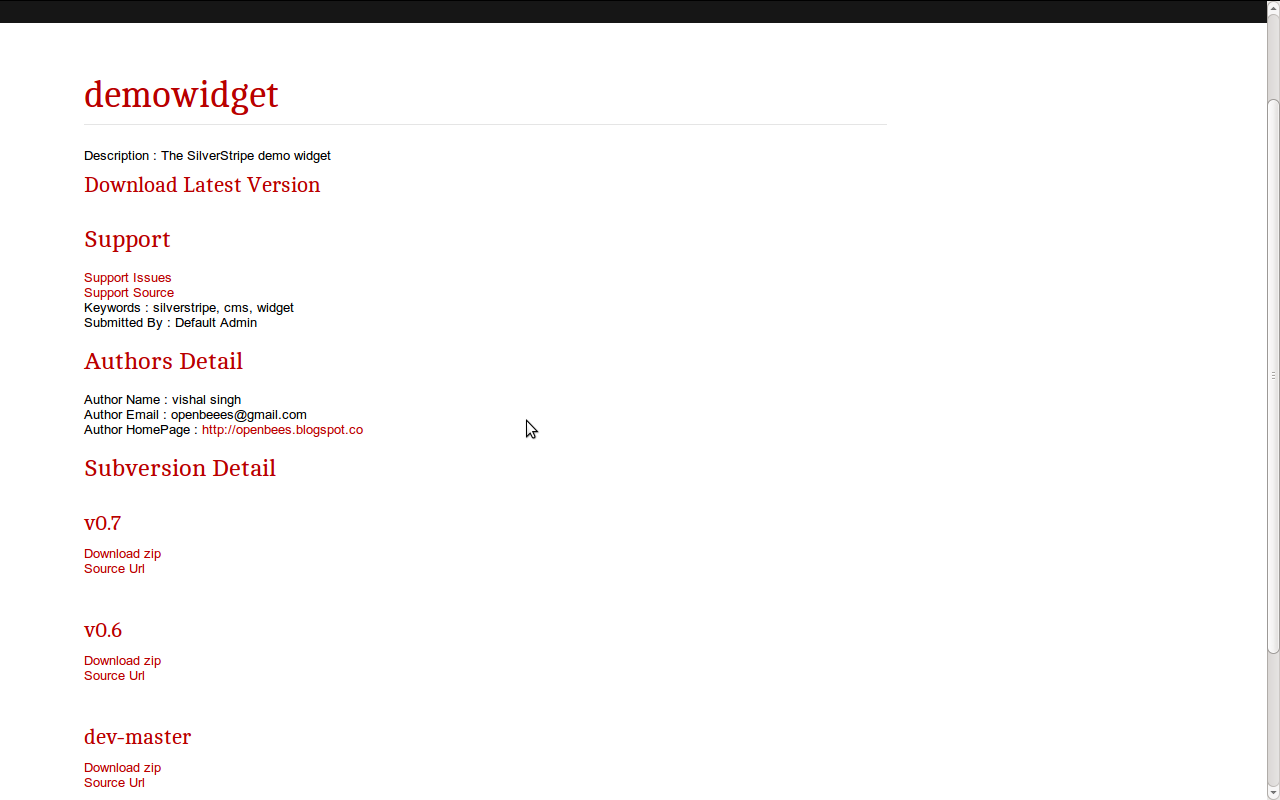 demowidget
Description : The SilverStripe demo widget
Download Latest Version
Support
Support Issues
Support Source
Keywords : silverstripe, cms, widget
Submitted By : Default Admin
Authors Detail
Author Name : vishal singh
Author Email : openbeees@gmail.com
Author HomePage : http://openbees.blogspot.co
Subversion Detail
v0.7
Download zip
Source Url
v0.6
Download zip
Source Url
dev-master
Download zip
Source Url